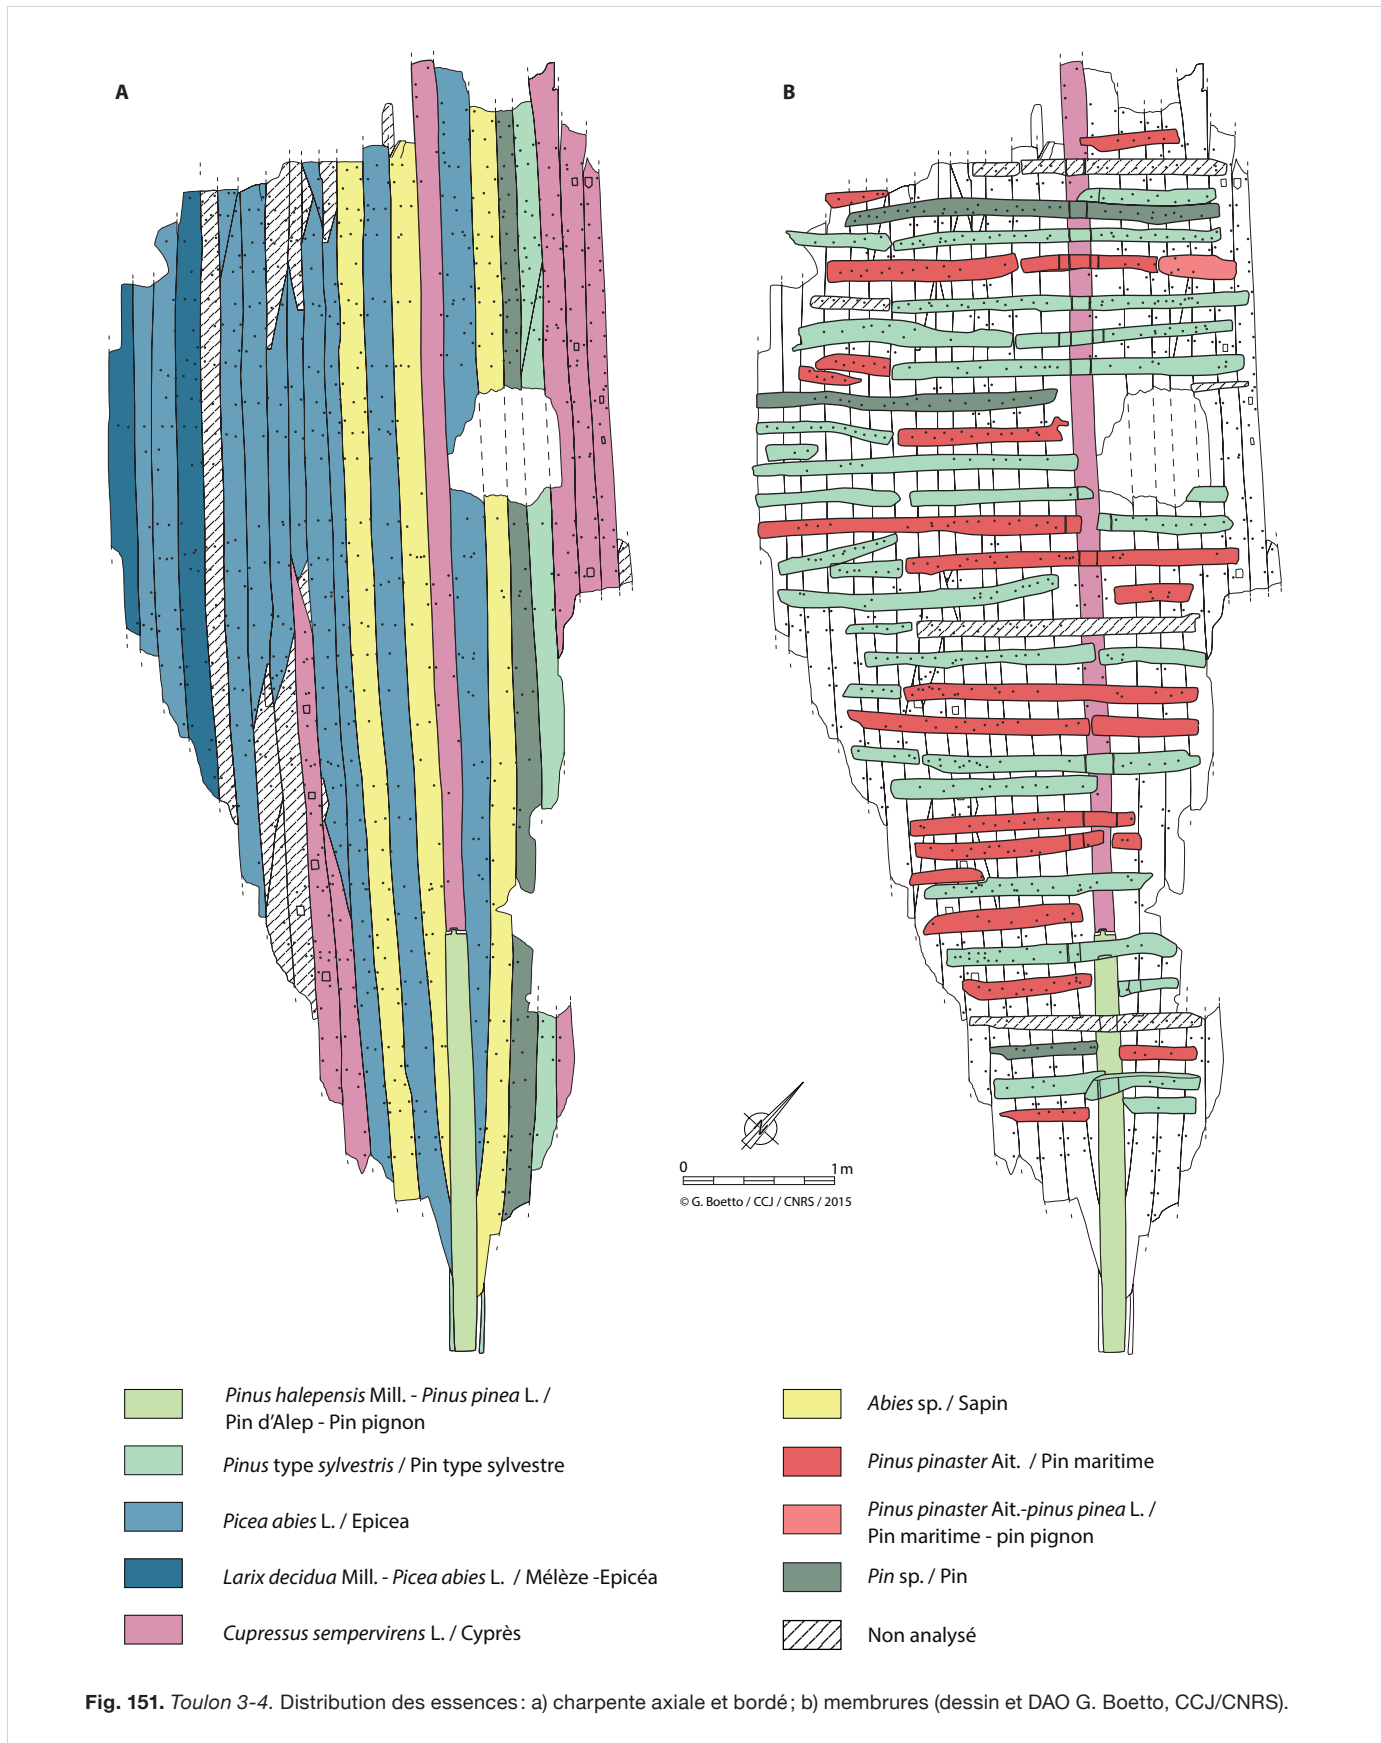 A
B
0 1 m
© G. Boetto / CCJ / CNRS / 2015
Pinus halepensis Mill. - Pinus pinea L. /
Pin d'Alep - Pin pignon
Pinus type sylvestris / Pin type sylvestre
Picea abies L. / Epicea
Larix decidua Mill. - Picea abies L. / Mélèze -Epicéa
Cupressus sempervirens L. / Cyprès
Abies sp. / Sapin
Pinus pinaster Ait. / Pin maritime
Pinus pinaster Ait.-pinus pinea L. /
Pin maritime - pin pignon
Pin sp. / Pin
Non analysé
Fig. 151. Toulon 3-4. Distribution des essences : a) charpente axiale et bordé ; b) membrures (dessin et DAO G. Boetto, CCJ/CNRS).